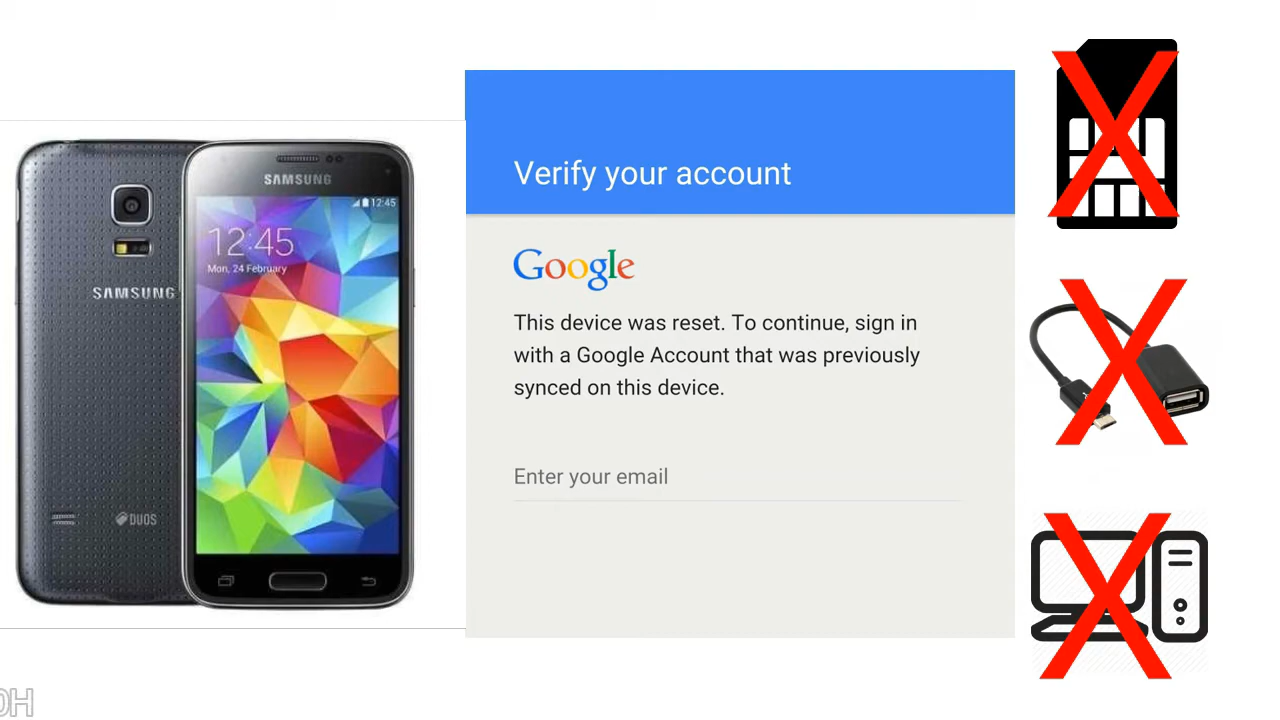 SAMSUNG
DUOS
SAMSUNG
12:45
12:45
Mon, 24 February
Verify your account
Google
This device was reset. To continue, sign in
with a Google Account that was previously
synced on this device.
Enter your email
0H